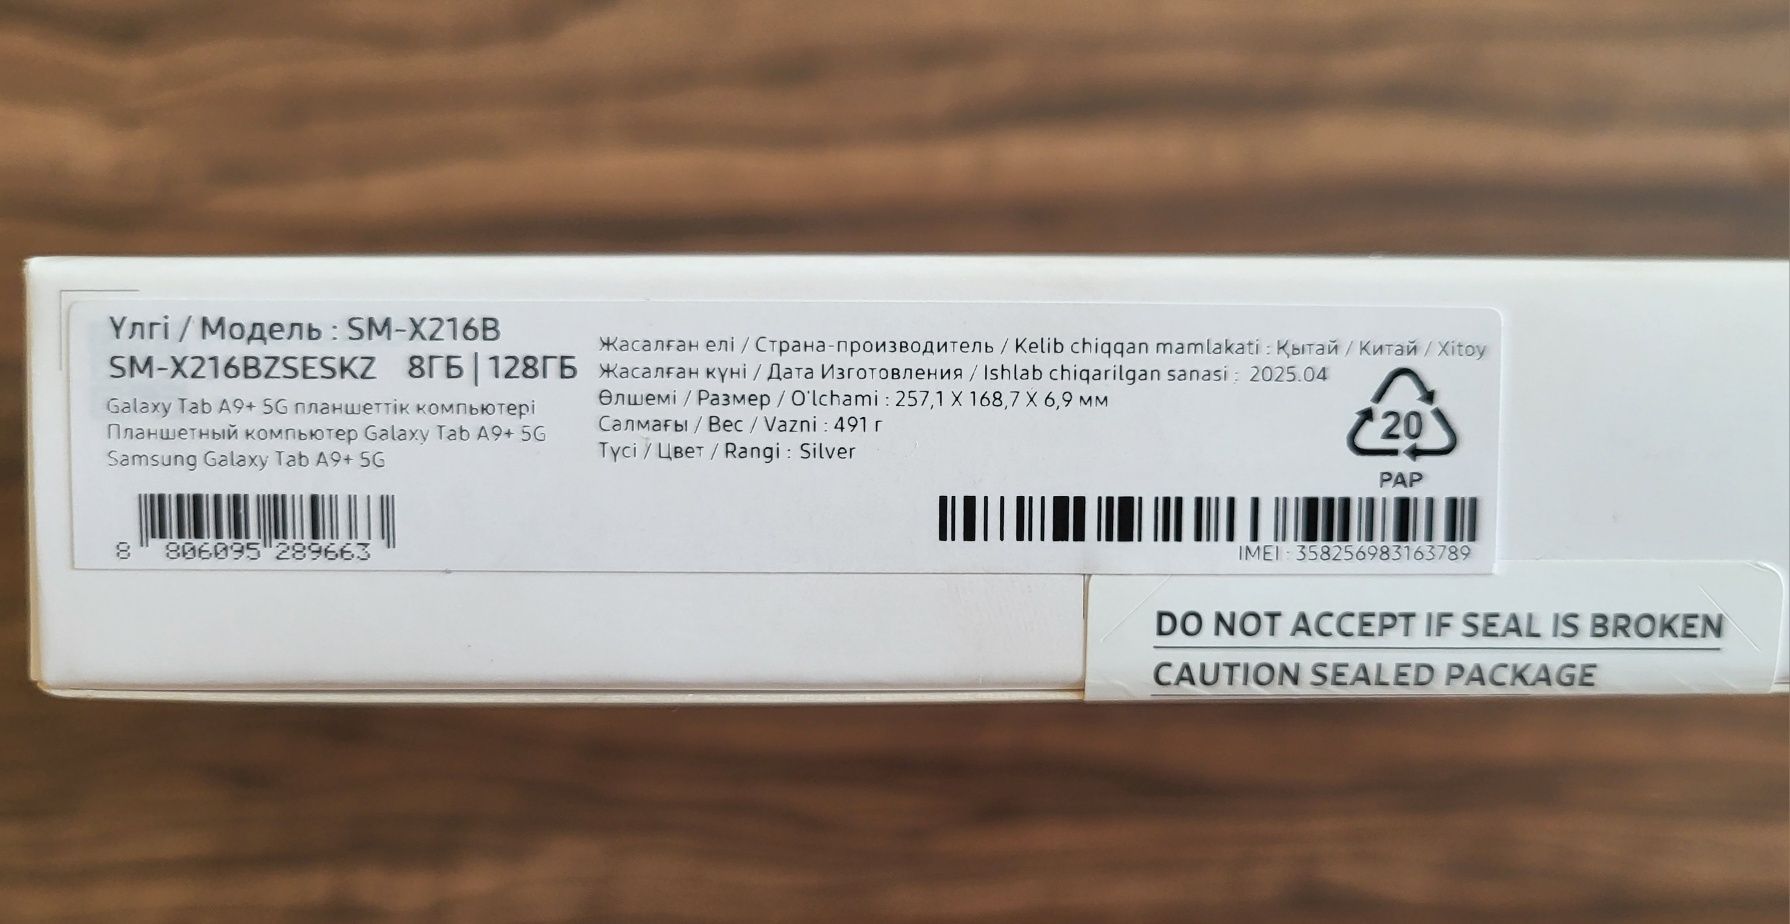 Үлгі / Модель : SM-X216B
SM-X216BZSESKZ 8ГБ | 128ГБ
Galaxy Tab A9+ 5G планшеттік компьютері
Планшетный компьютер Galaxy Tab A9+ 5G
Samsung Galaxy Tab A9+ 5G
8 806095 289663
Жасалған елі / Страна-производитель / Kelib chiqqan mamlakati : Қытай / Китай / Xitoy
Жасалған күні / Дата Изготовления / Ishlab chiqarilgan sanasi : 2025.04
Өлшемі / Размер / O'lchami : 257,1 X 168,7 X 6,9 мм
Салмағы / Вес / Vazni : 491 г
Түсі / Цвет / Rangi : Silver
20
PAP
IMEI : 358256983163789
DO NOT ACCEPT IF SEAL IS BROKEN
CAUTION SEALED PACKAGE